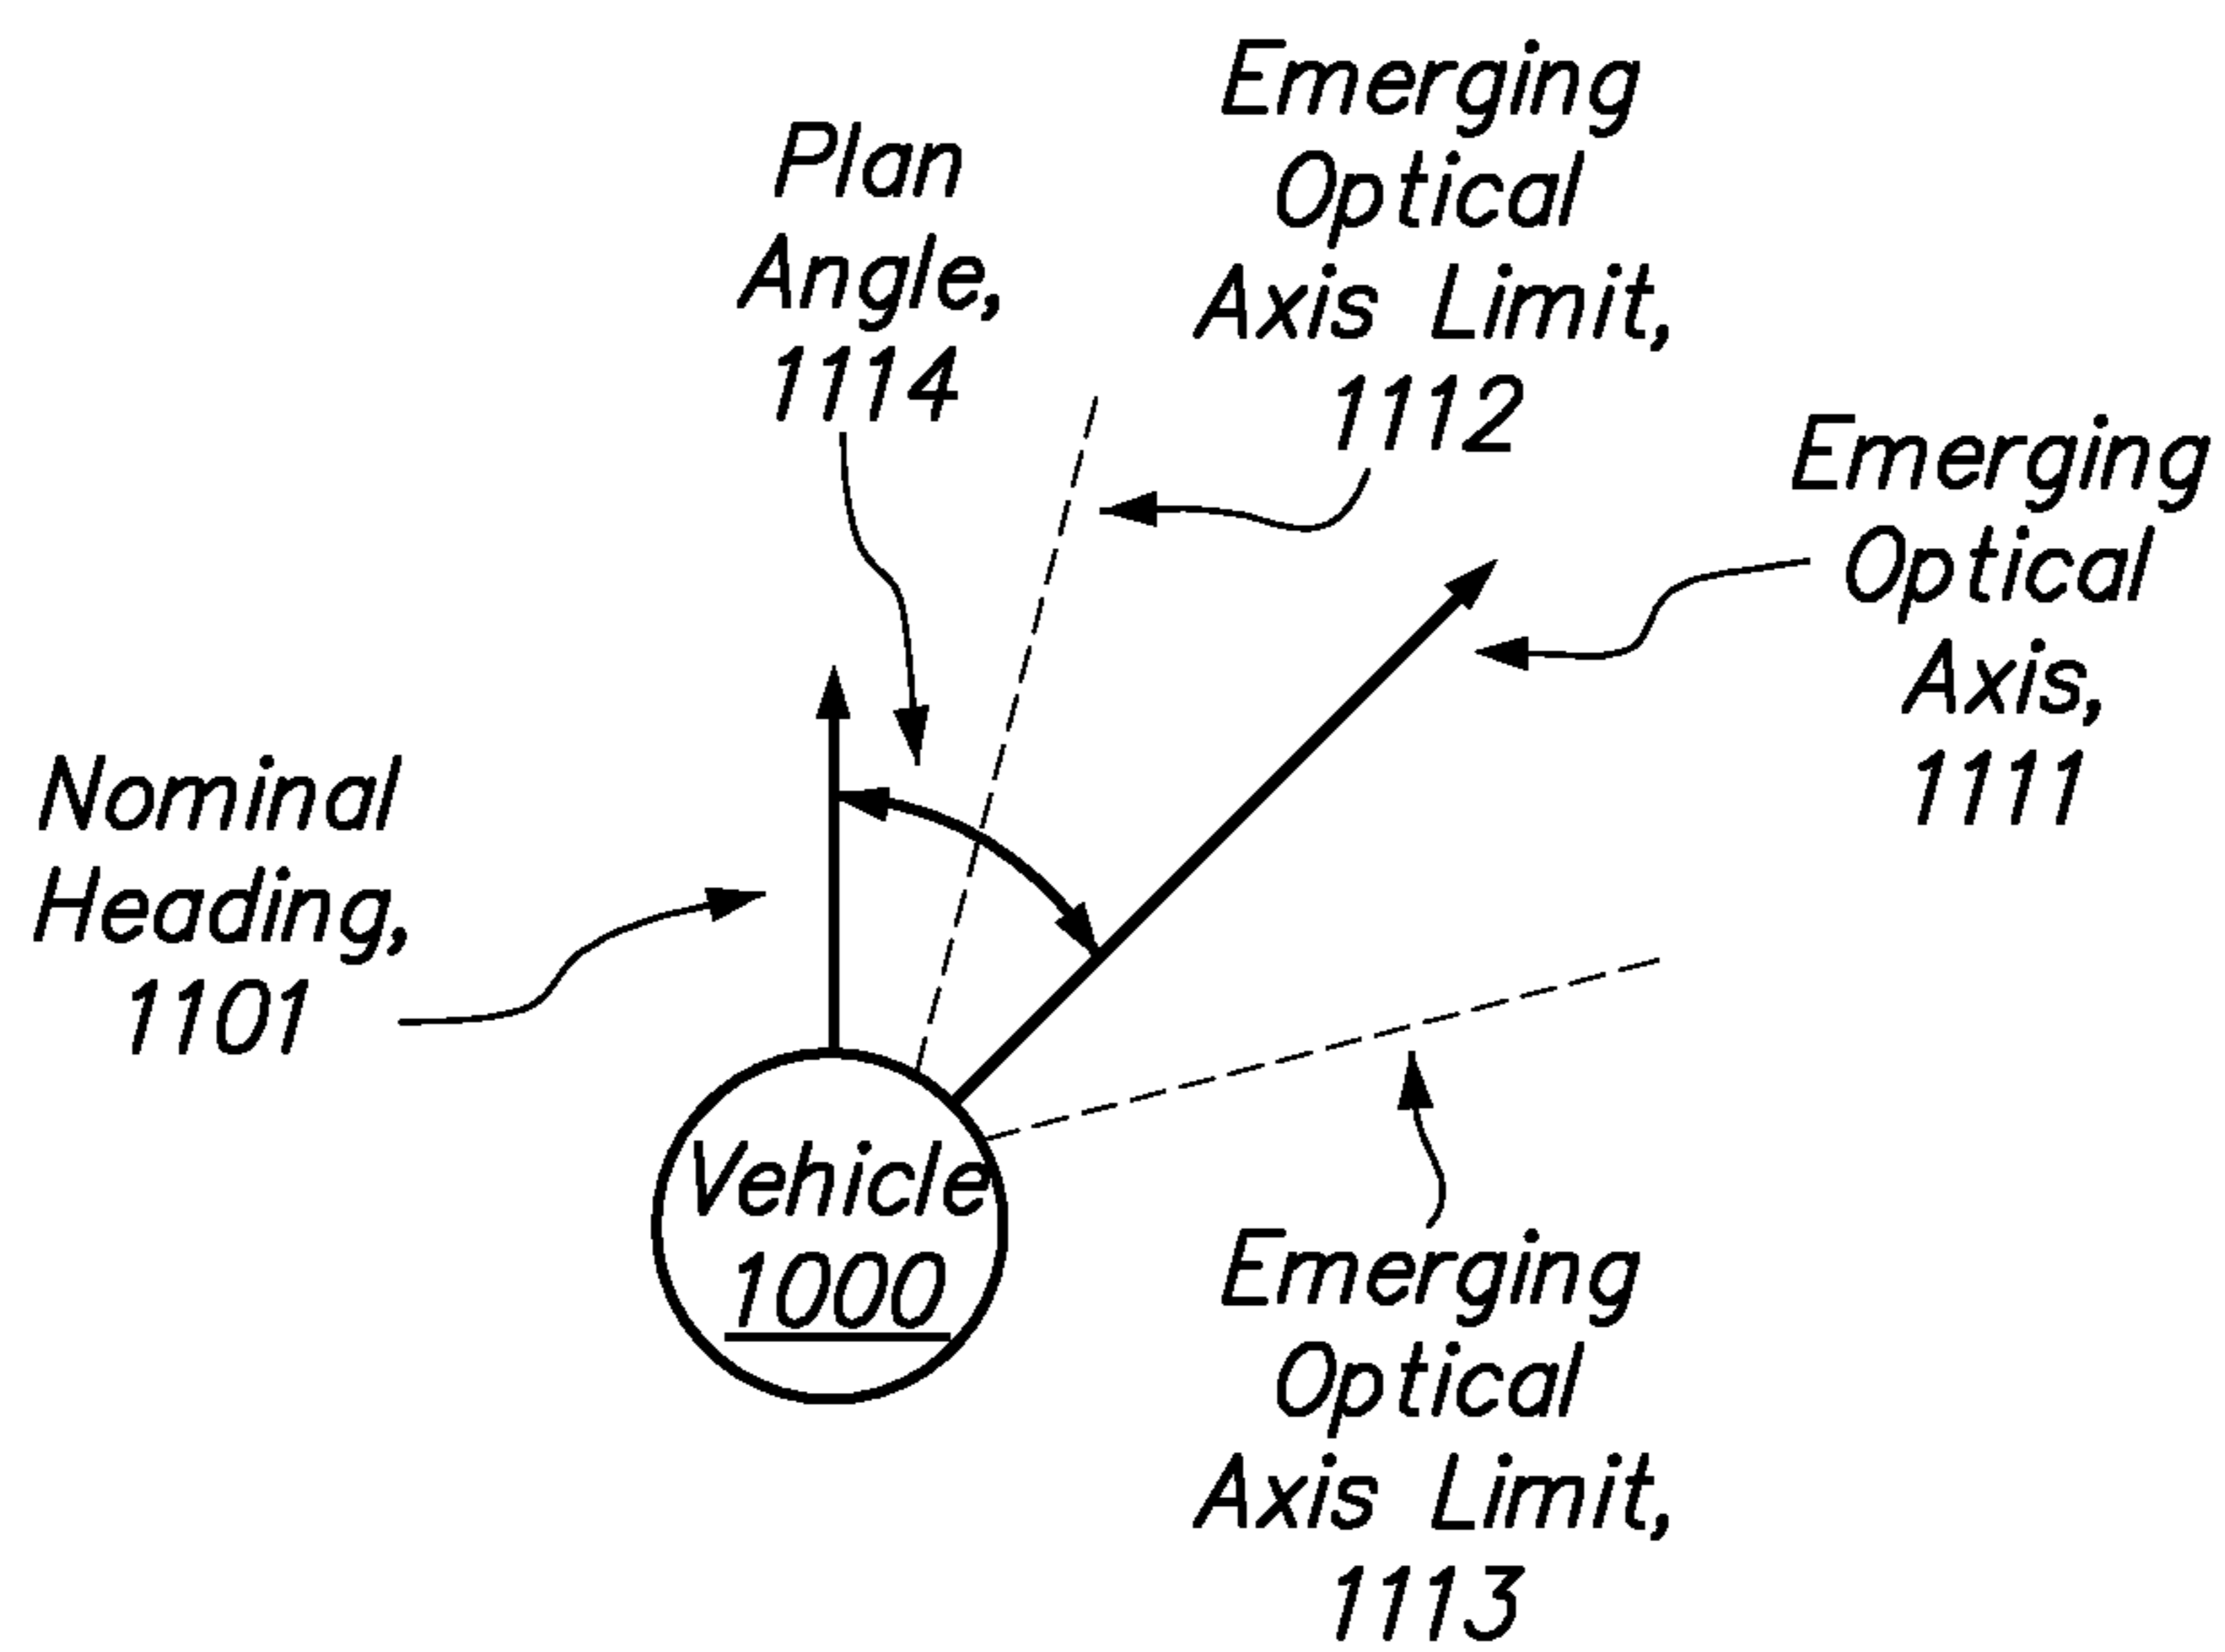 Emerging
Optical
Axis Limit,
1112
Plan
Angle,
1114
Emerging
Optical
Axis,
1111
Nominal
Heading,
1101
Vehicle
1000
Emerging
Optical
Axis Limit,
1113